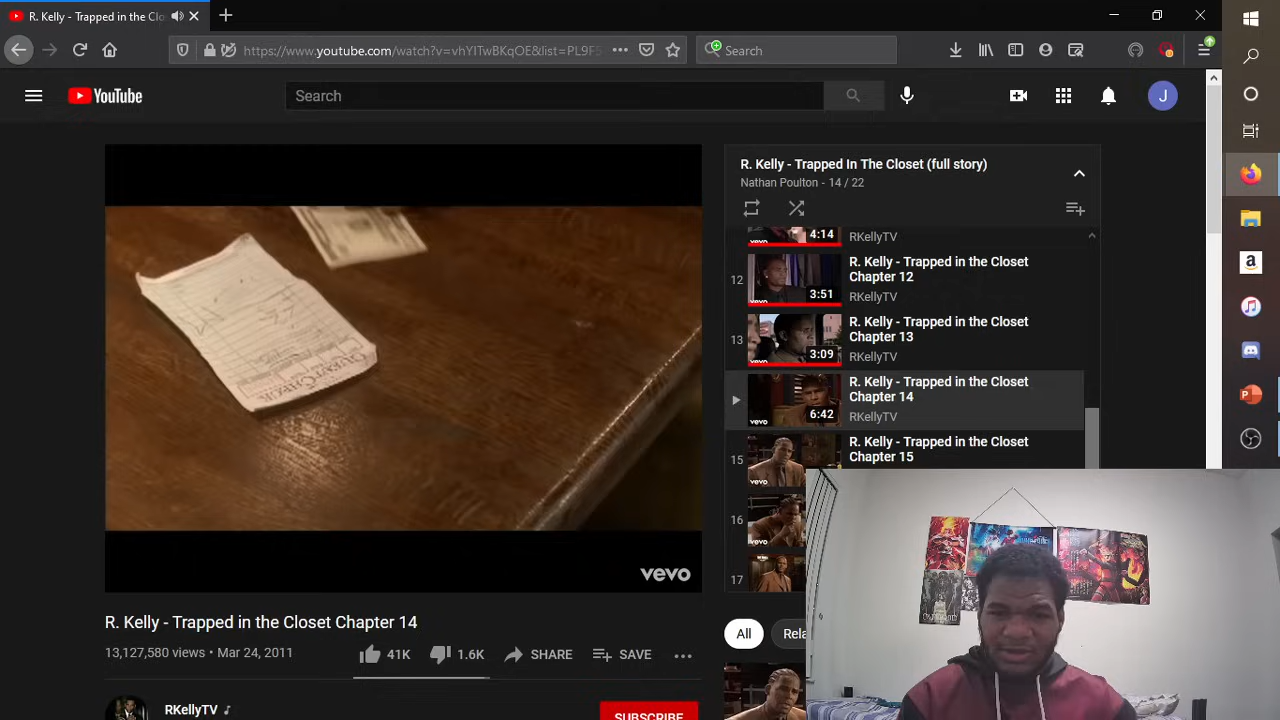 R. Kelly - Trapped in the Clo
https://www.youtube.com/watch?v=vhYlTwBKcOE&list=PL9F5
Search
YouTube
Search
J
R. Kelly - Trapped In The Closet (full story)
Nathan Poulton - 14 / 22
4:14
RKellyTV
12
3:51
R. Kelly - Trapped in the Closet
Chapter 12
RKellyTV
13
3:09
R. Kelly - Trapped in the Closet
Chapter 13
RKellyTV
6:42
R. Kelly - Trapped in the Closet
Chapter 14
RKellyTV
vevo
15
R. Kelly - Trapped in the Closet
Chapter 15
16
17
vevo
R. Kelly - Trapped in the Closet Chapter 14
13,127,580 views • Mar 24, 2011
41K
1.6K
SHARE
SAVE
All
Rela
RKellyTV
SUBSCRIBE